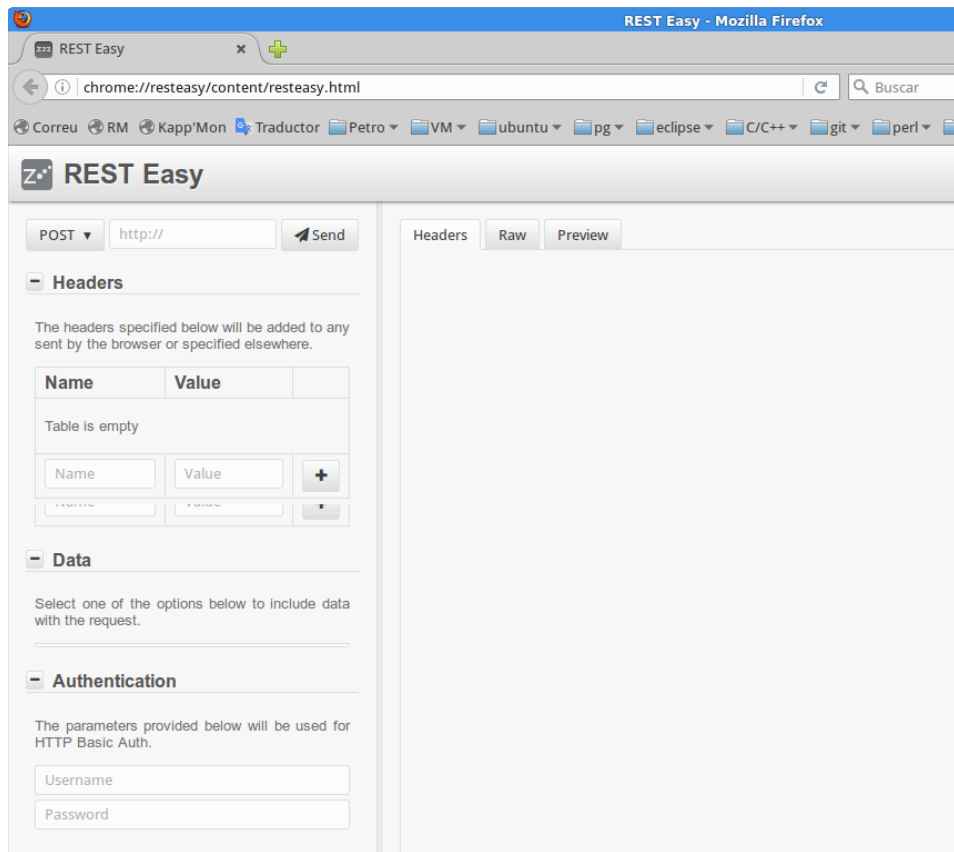 REST Easy - Mozilla Firefox
REST Easy
chrome://resteasy/content/resteasy.html
Buscar
Correu RM Kapp'Mon Traductor Petro VM ubuntu pg eclipse C/C++ git perl
REST Easy
POST http:// Send
Headers Raw Preview
Headers
The headers specified below will be added to any
sent by the browser or specified elsewhere.
Name Value
Table is empty
Name Value
Data
Select one of the options below to include data
with the request.
Authentication
The parameters provided below will be used for
HTTP Basic Auth.
Username
Password